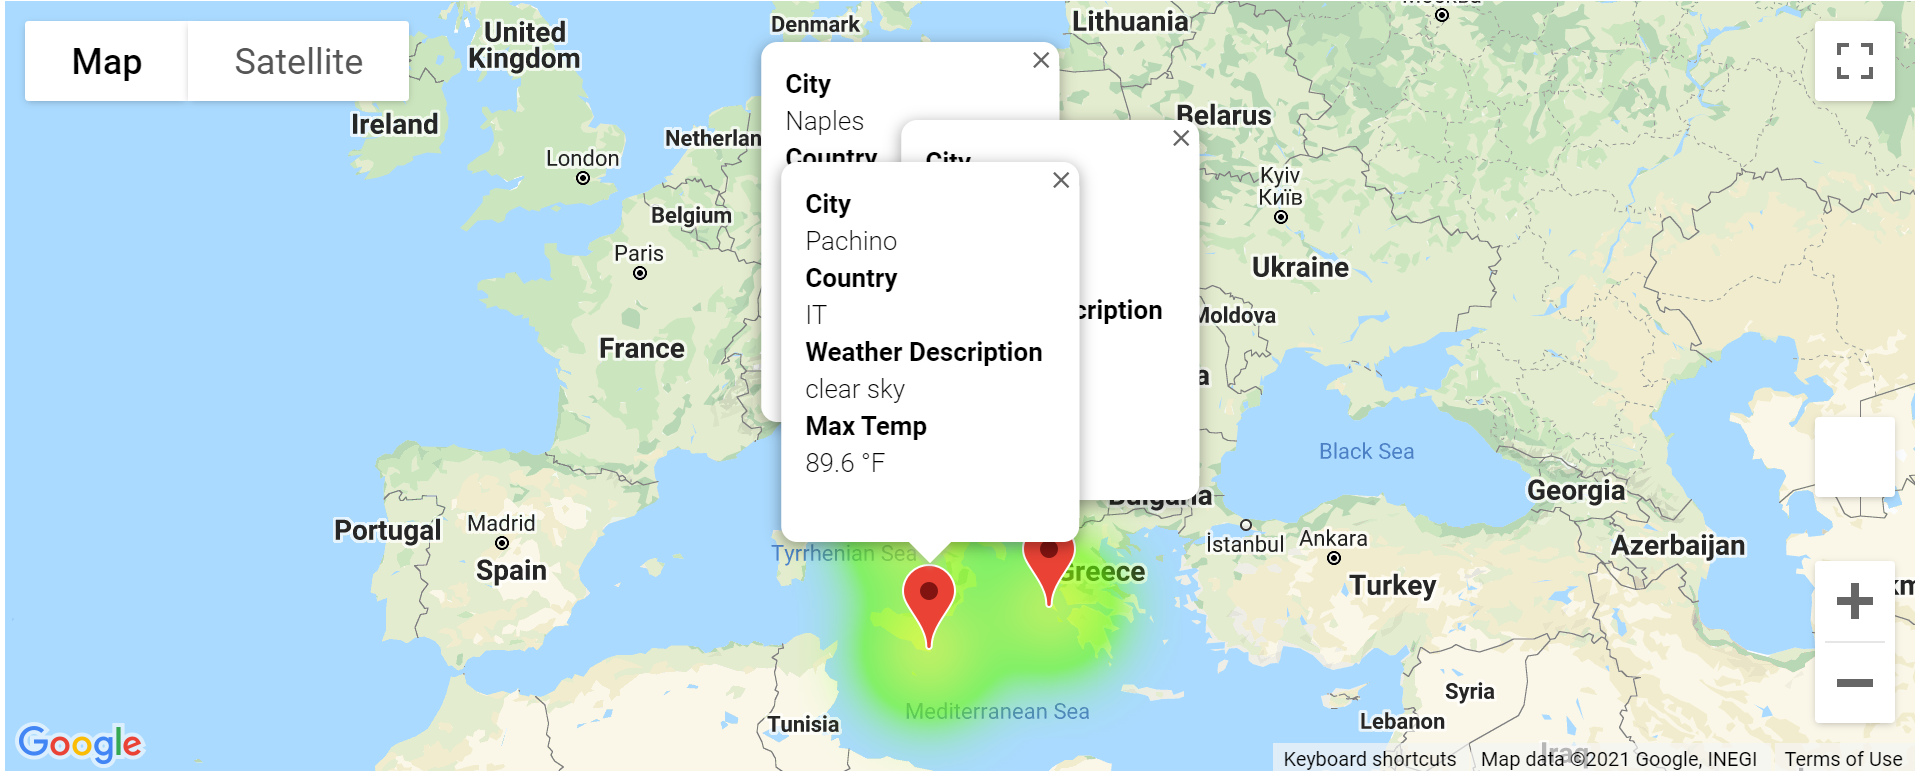 Denmark
Lithuania
United
Kingdom
Map
Satellite
City
Naples
Country
Belarus
Ireland
London
City
Kyiv
Київ
City
Pachino
Country
IT
Weather Description
clear sky
Max Temp
89.6 °F
Belgium
Paris
Ukraine
cription
Moldova
France
Black Sea
Georgia
Portugal
Madrid
Spain
İstanbul
Ankara
Azerbaijan
Tyrrhenian Sea
Greece
Turkey
Syria
Lebanon
Mediterranean Sea
Tunisia
Iraq
Google
Keyboard shortcuts
Map data ©2021 Google, INEGI
Terms of Use